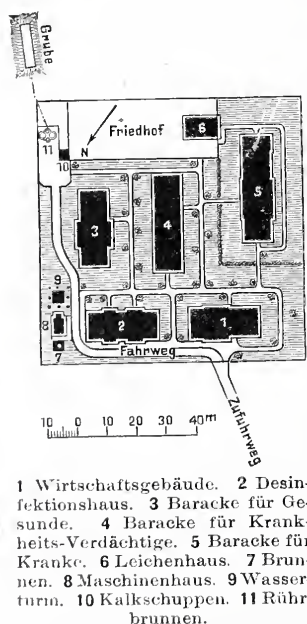 Grube
11
10
N
Friedhof
6
5
3
4
9
8
7
2
1
Fahrweg
Zufuhrweg
10 0 10 20 30 40m
1 Wirtschaftsgebäude. 2 Desin-
fektionshaus. 3 Baracke für Ge-
sunde. 4 Baracke für Krank-
heits-Verdächtige. 5 Baracke für
Kranke. 6 Leichenhaus. 7 Brun-
nen. 8 Maschinenhaus. 9 Wasser-
turm. 10 Kalkschuppen. 11 Rühr-
brunnen.